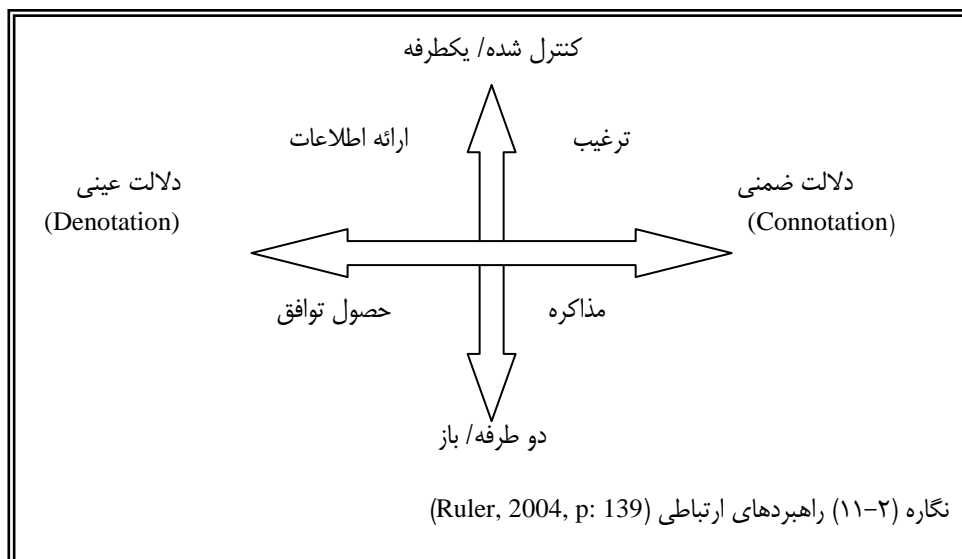 کنترل شده/ یکطرفه
ترغیب
ارائه اطلاعات
دلالت ضمنی
(Connotation)
دلالت عینی
(Denotation)
مذاکره
حصول توافق
دو طرفه/ باز
نگاره (۲-۱۱) راهبردهای ارتباطی (Ruler, 2004, p: 139)